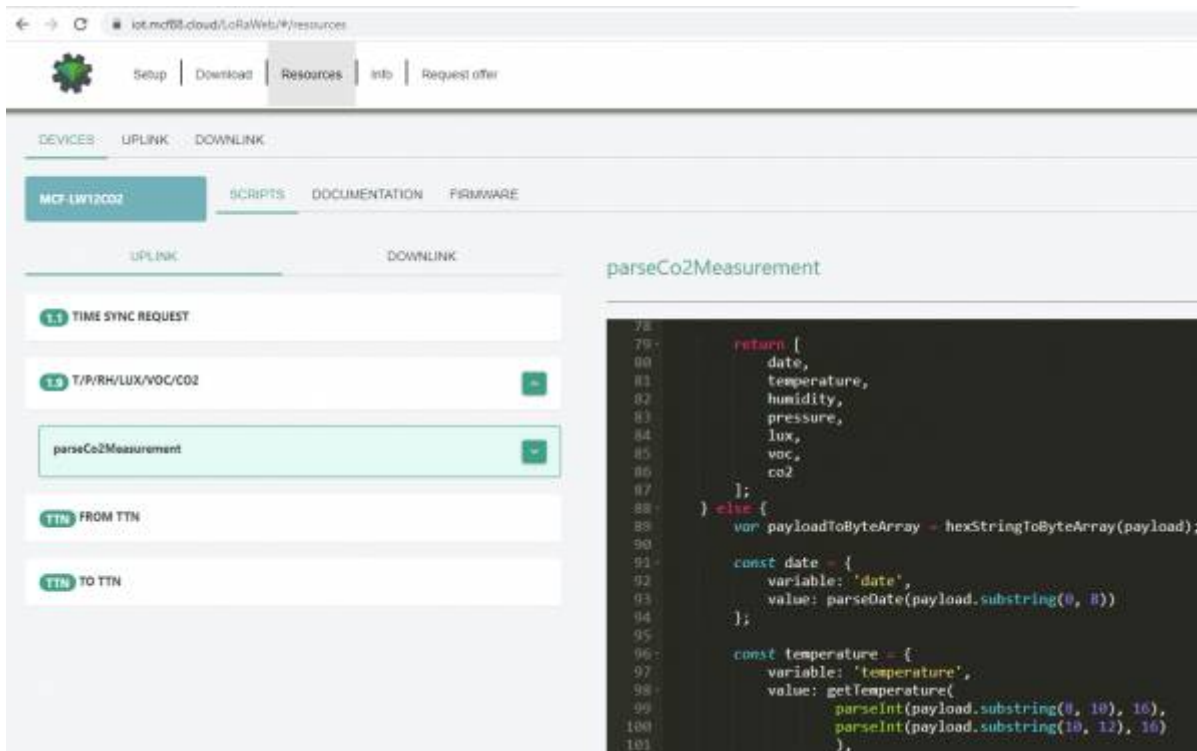 iot.mcf88.cloud/LoRaWeb/#/resources
Setup Download Resources Info Request offer
DEVICES UPLINK DOWNLINK
MCF-LW12CO2 SCRIPTS DOCUMENTATION FIRMWARE
UPLINK DOWNLINK
1.1 TIME SYNC REQUEST
1.9 T/P/RH/LUX/VOC/CO2
parseCo2Measurement
TTN FROM TTN
TTN TO TTN
parseCo2Measurement
78
79 return [
80 date,
81 temperature,
82 humidity,
83 pressure,
84 lux,
85 voc,
86 co2
87 ];
88 } else {
89 var payloadToByteArray = hexStringToByteArray(payload);
90
91 const date = {
92 variable: 'date',
93 value: parseDate(payload.substring(0, 8))
94 };
95
96 const temperature = {
97 variable: 'temperature',
98 value: getTemperature(
99 parseInt(payload.substring(8, 10), 16),
100 parseInt(payload.substring(10, 12), 16)
101 ),